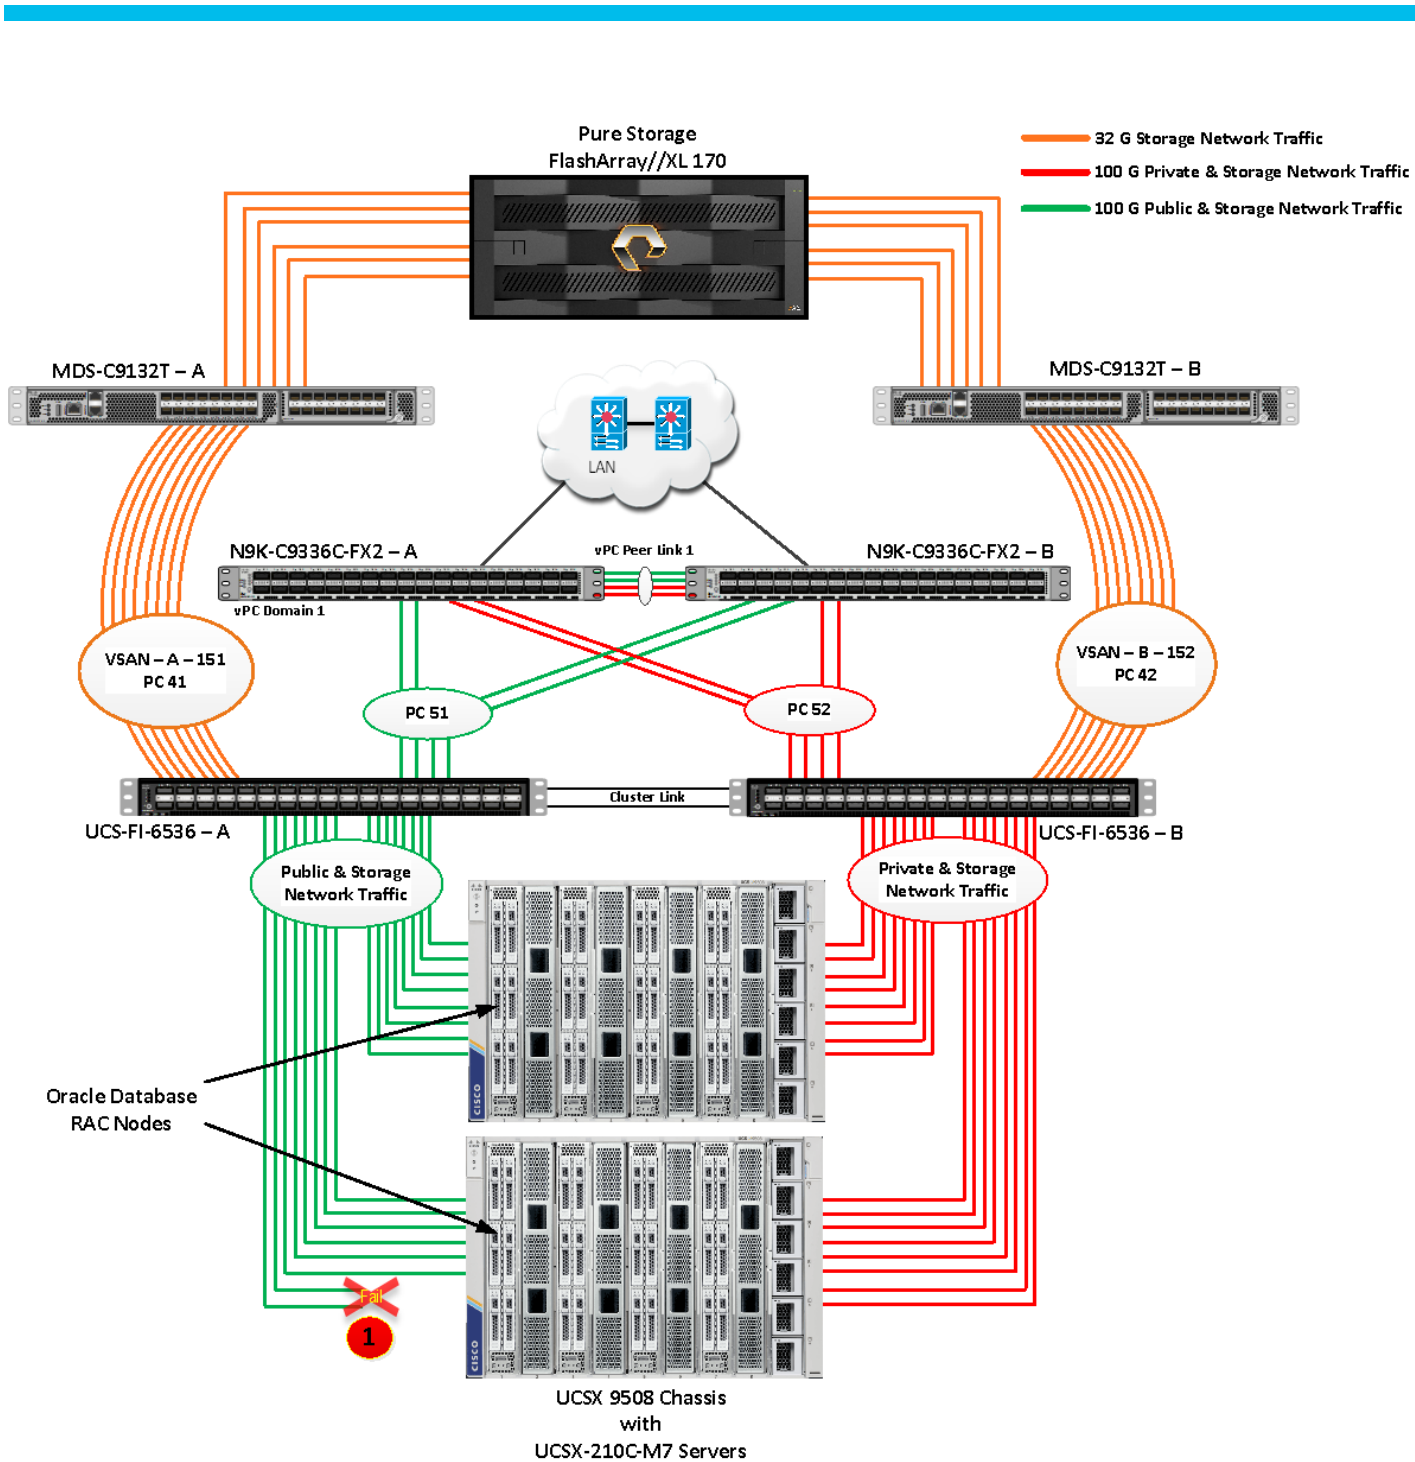 Pure Storage
FlashArray//XL 170
32 G Storage Network Traffic
100 G Private & Storage Network Traffic
100 G Public & Storage Network Traffic
MDS-C9132T – A
MDS-C9132T – B
LAN
N9K-C9336C-FX2 – A
vPC Peer Link 1
N9K-C9336C-FX2 – B
vPC Domain 1
VSAN – A – 151
PC 41
VSAN – B – 152
PC 42
PC 51
PC 52
Cluster Link
UCS-FI-6536 – A
UCS-FI-6536 – B
Public & Storage
Network Traffic
Private & Storage
Network Traffic
CISCO
Oracle Database
RAC Nodes
Fail
1
CISCO
UCSX 9508 Chassis
with
UCSX-210C-M7 Servers